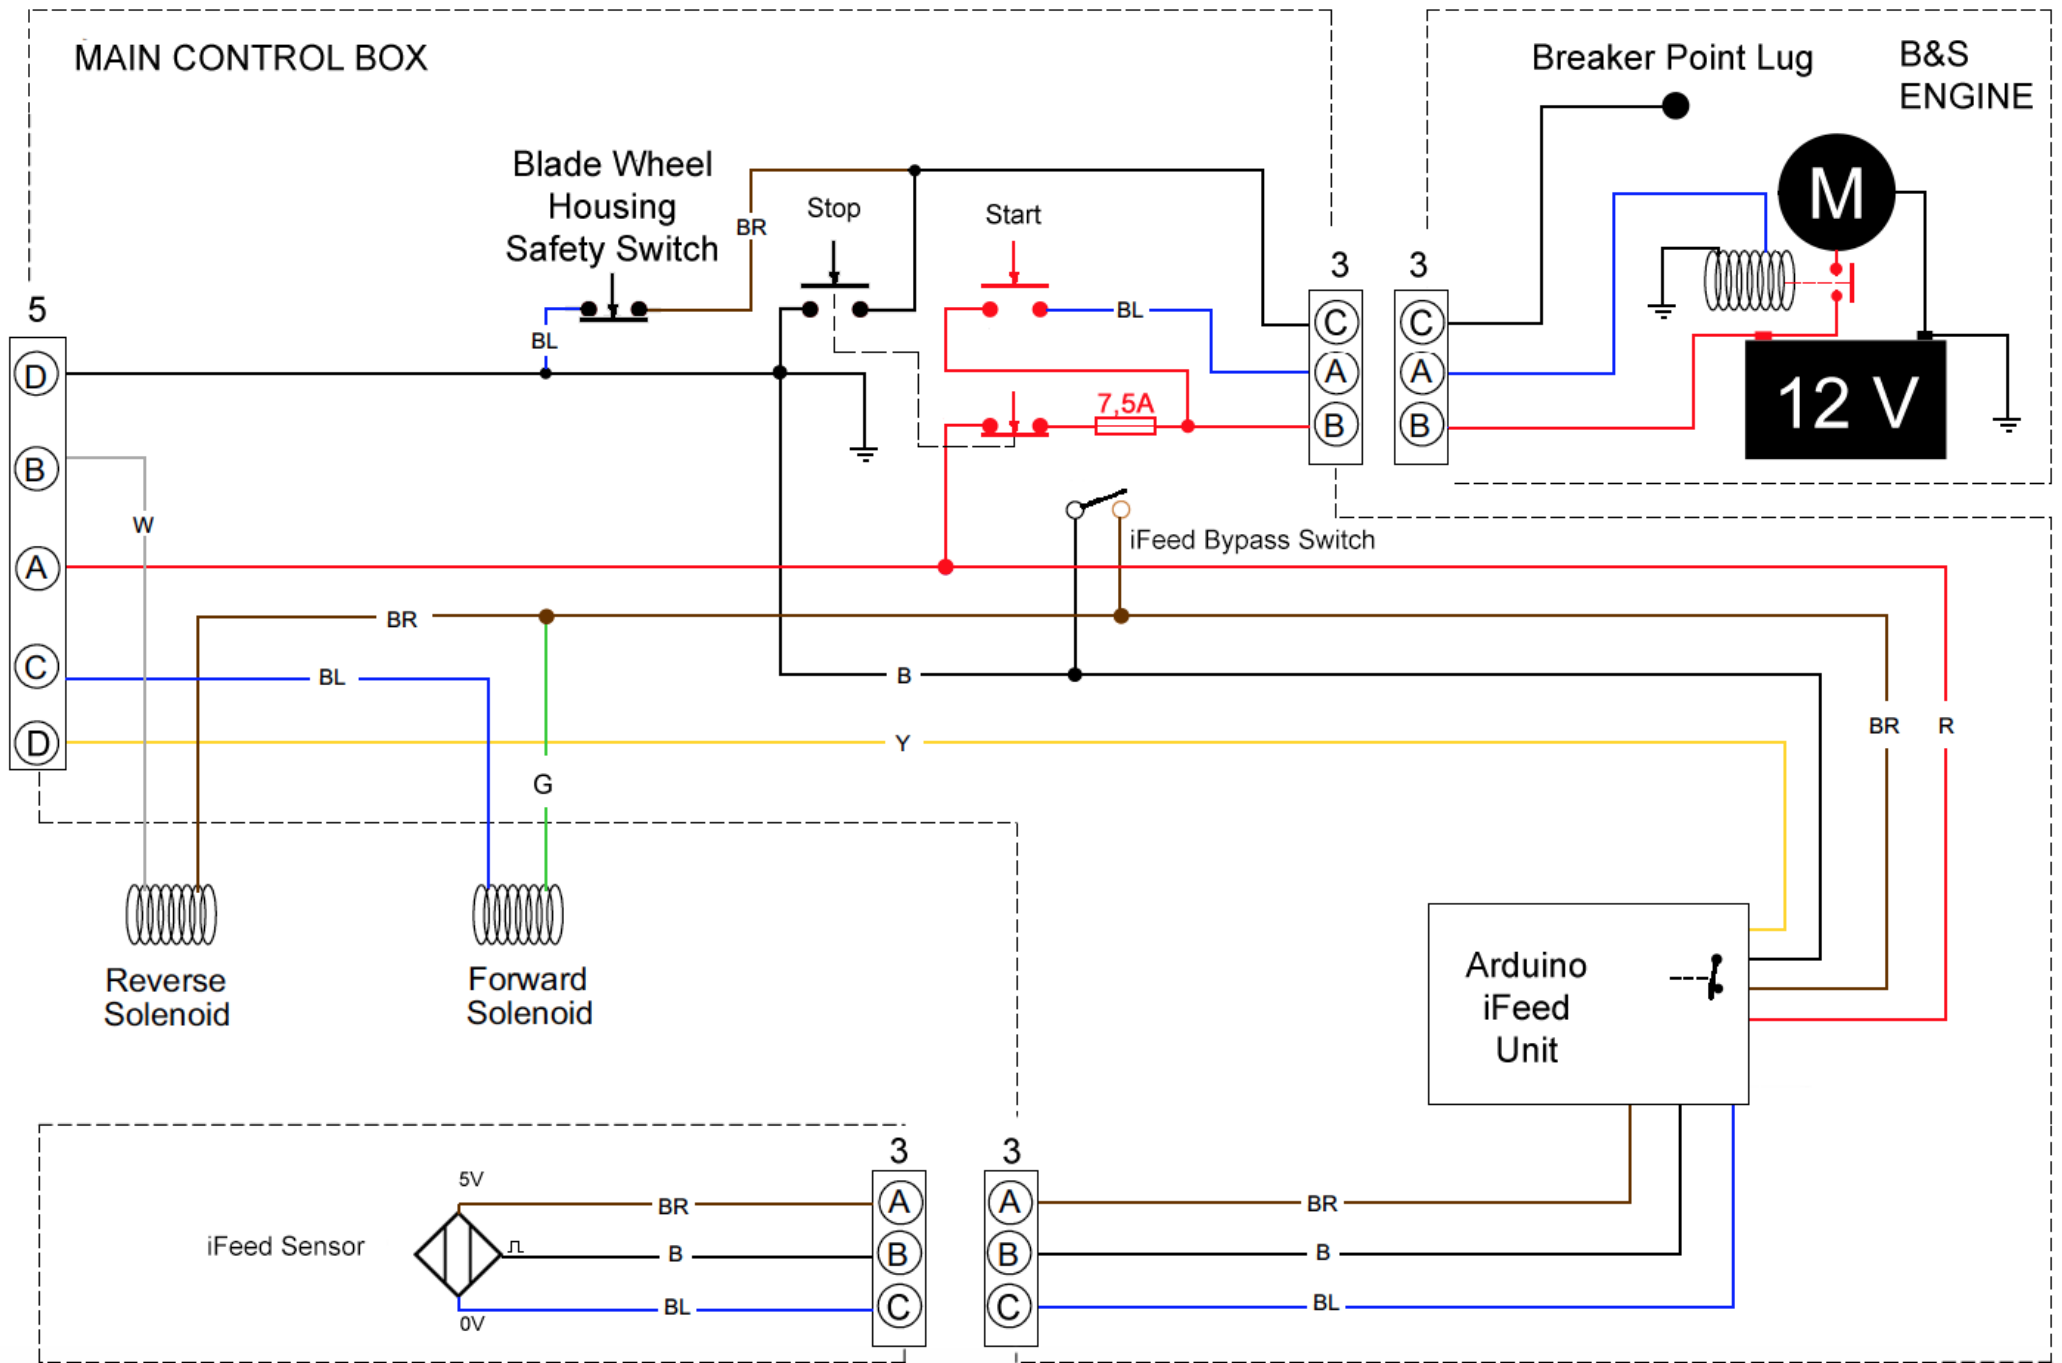 MAIN CONTROL BOX
Breaker Point Lug
B&S
ENGINE
Blade Wheel
Housing
Safety Switch
Stop
Start
M
BR
3
3
5
BL
BL
C
C
D
A
A
7,5A
12 V
B
B
B
W
iFeed Bypass Switch
A
BR
C
BL
B
BR
R
D
Y
G
Reverse
Solenoid
Forward
Solenoid
Arduino
iFeed
Unit
3
3
5V
A
A
BR
BR
iFeed Sensor
B
B
B
B
C
C
BL
BL
0V